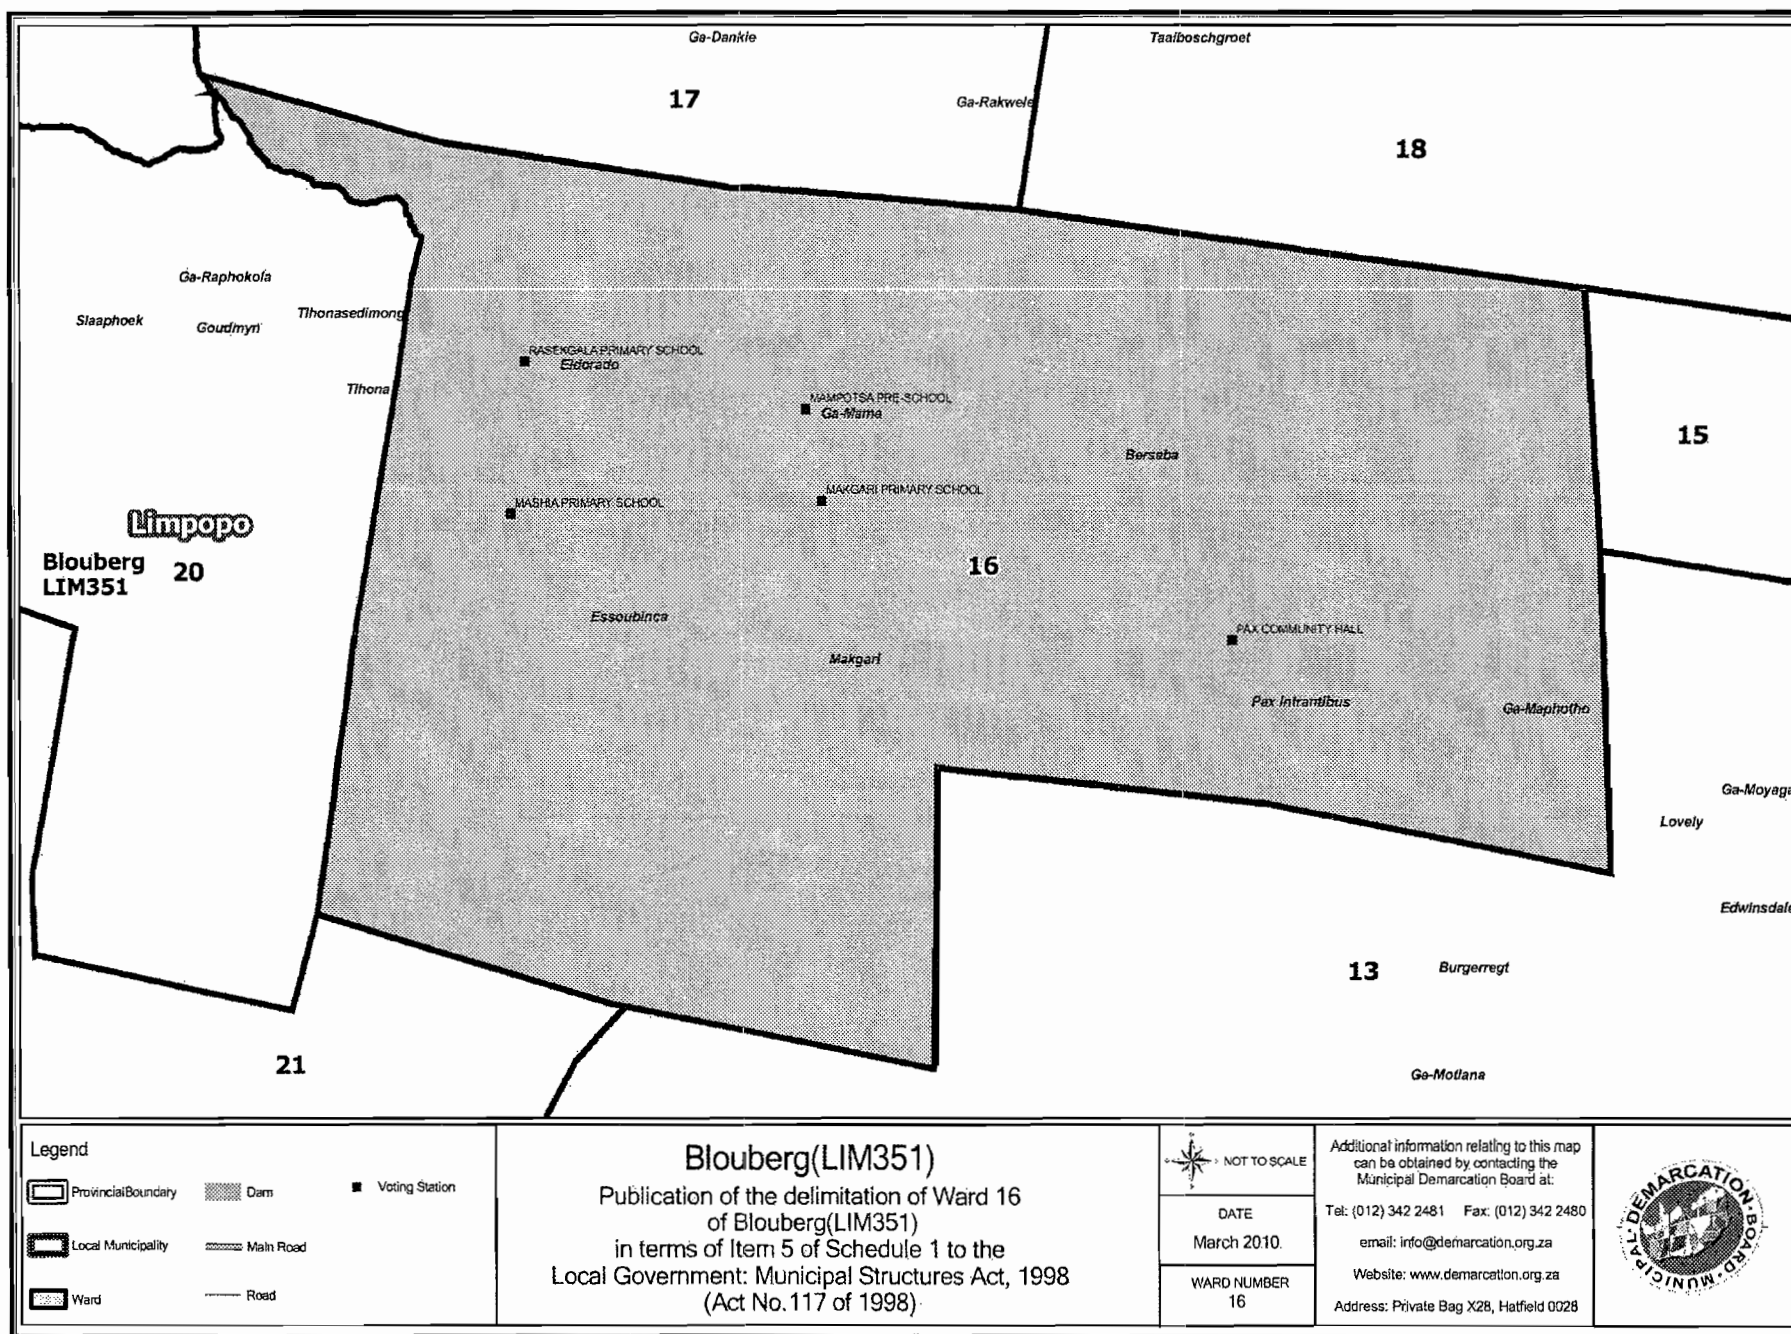 Ga-Dankie
Taaiboschgroet
17
Ga-Rakwele
18
Ga-Raphokola
Slaaphoek
Goudmyn
Tlhonasedimong
RASEKGALA PRIMARY SCHOOL
Eldorado
Tlhona
MAMPOTSA PRE-SCHOOL
Ga-Mama
15
Berseba
MAKGARI PRIMARY SCHOOL
MASHIA PRIMARY SCHOOL
Limpopo
Blouberg
LIM351
20
16
Essoubinca
PAX COMMUNITY HALL
Makgari
Pax Intrantibus
Ga-Maphotho
Ga-Moyaga
Lovely
Edwinsdale
13
Burgerregt
21
Ga-Motlana
Legend
Provincial Boundary
Dam
Voting Station
Local Municipality
Main Road
Ward
Road
Blouberg(LIM351)
Publication of the delimitation of Ward 16
of Blouberg(LIM351)
in terms of Item 5 of Schedule 1 to the
Local Government: Municipal Structures Act, 1998
(Act No.117 of 1998)
NOT TO SCALE
DATE
March 2010.
WARD NUMBER
16
Additional information relating to this map
can be obtained by contacting the
Municipal Demarcation Board at:
Tel: (012) 342 2481 Fax: (012) 342 2480
email: info@demarcation.org.za
Website: www.demarcation.org.za
Address: Private Bag X28, Hatfield 0028
MUNICIPAL · DEMARCATION · BOARD